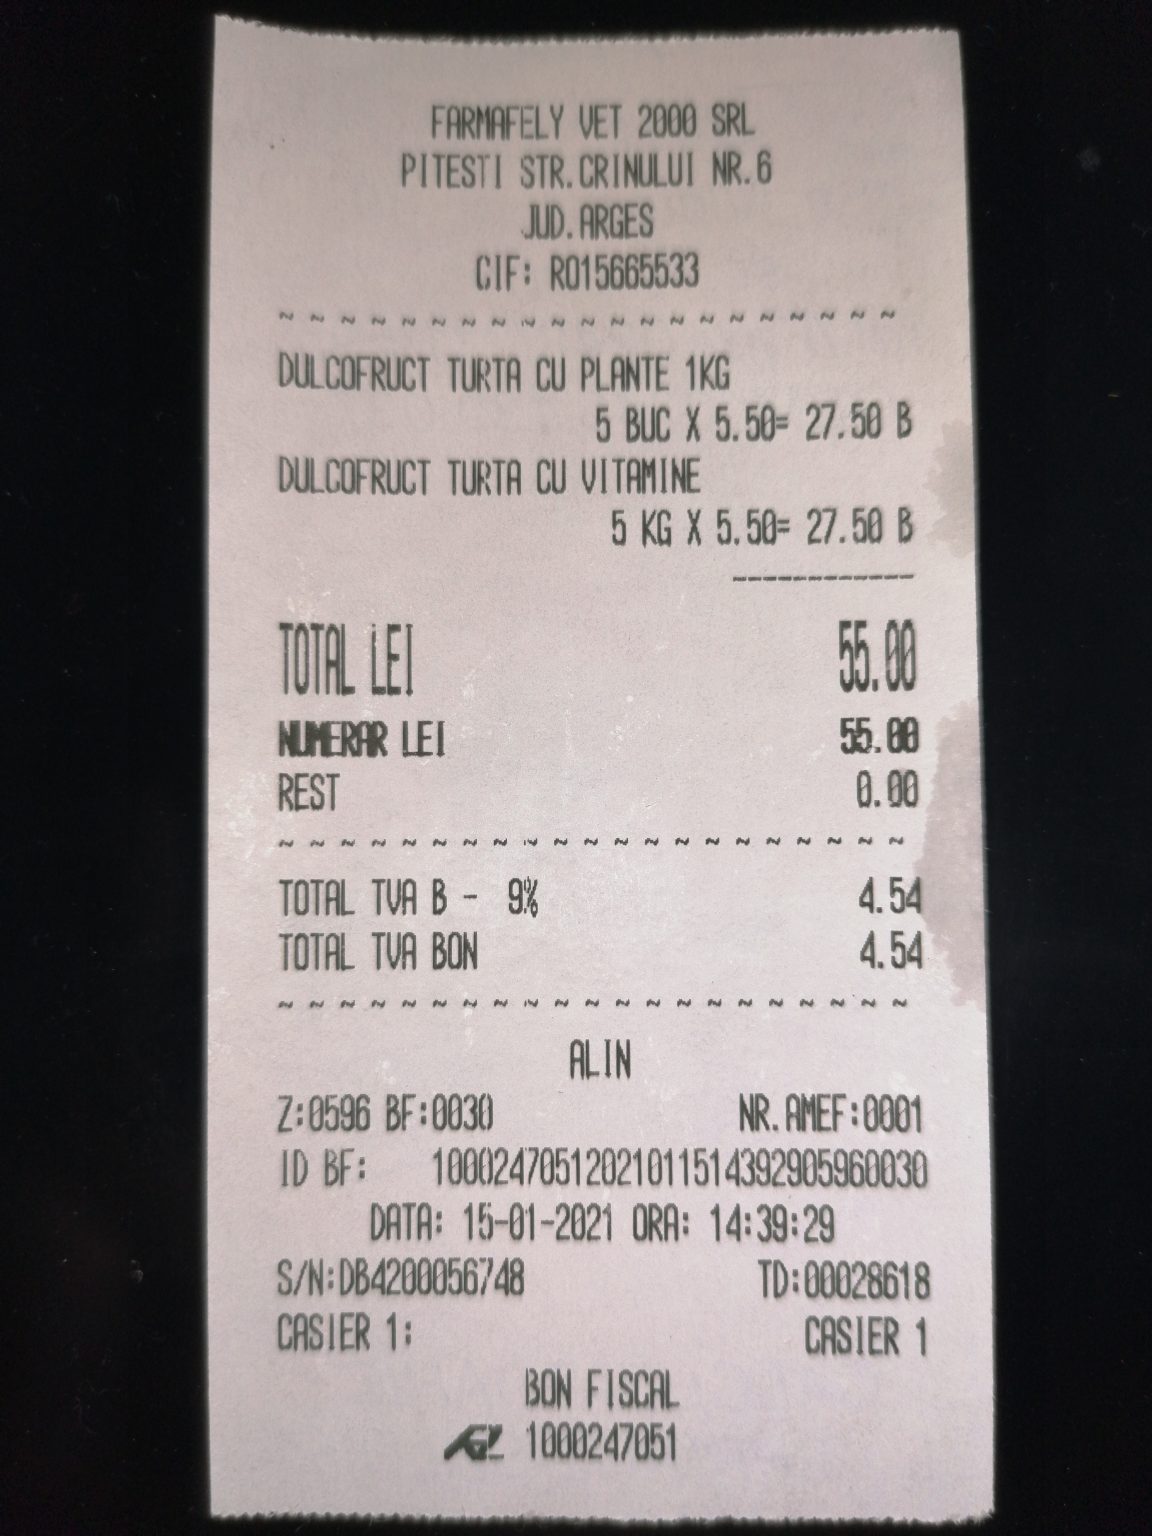 FARMAFELY VET 2000 SRL
PITESTI STR.CRINULUI NR.6
JUD.ARGES
CIF: RO15665533
~ ~ ~ ~ ~ ~ ~ ~ ~ ~ ~ ~ ~ ~ ~ ~ ~ ~ ~ ~ ~
DULCOFRUCT TURTA CU PLANTE 1KG
5 BUC X 5.50= 27.50 B
DULCOFRUCT TURTA CU VITAMINE
5 KG X 5.50= 27.50 B
------------
TOTAL LEI 55.00
NUMERAR LEI 55.00
REST 0.00
~ ~ ~ ~ ~ ~ ~ ~ ~ ~ ~ ~ ~ ~ ~ ~ ~ ~ ~ ~ ~
TOTAL TVA B - 9% 4.54
TOTAL TVA BON 4.54
~ ~ ~ ~ ~ ~ ~ ~ ~ ~ ~ ~ ~ ~ ~ ~ ~ ~ ~ ~ ~
ALIN
Z:0596 BF:0030 NR.AMEF:0001
ID BF: 10002470512021011514392905960030
DATA: 15-01-2021 ORA: 14:39:29
S/N:DB4200056748 TD:00028618
CASIER 1: CASIER 1
BON FISCAL
1000247051